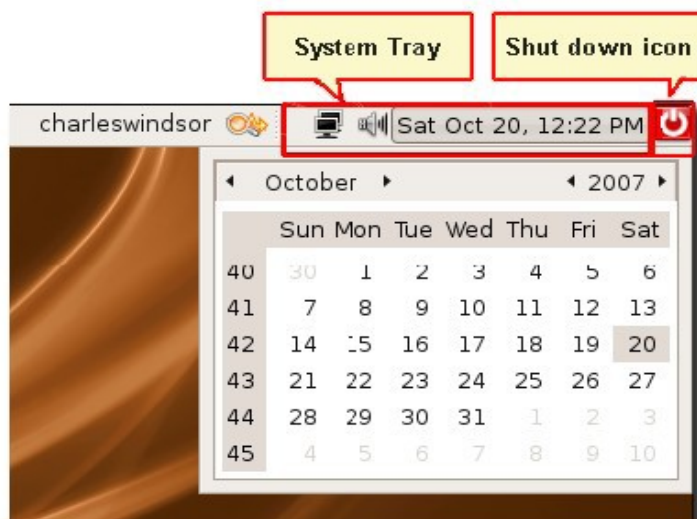 System Tray
Shut down icon
charleswindsor
Sat Oct 20, 12:22 PM
October 2007
Sun Mon Tue Wed Thu Fri Sat
40 30 1 2 3 4 5 6
41 7 8 9 10 11 12 13
42 14 15 16 17 18 19 20
43 21 22 23 24 25 26 27
44 28 29 30 31 1 2 3
45 4 5 6 7 8 9 10